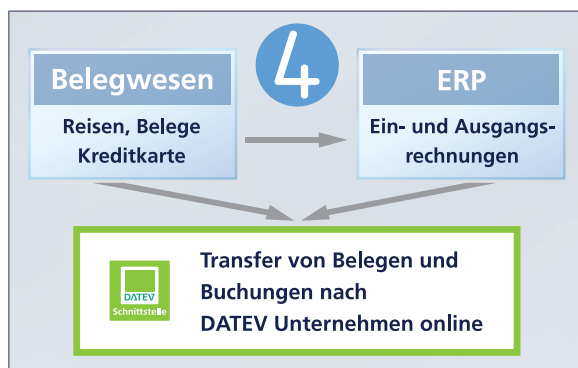 4
Belegwesen
Reisen, Belege
Kreditkarte
ERP
Ein- und Ausgangs-
rechnungen
DATEV
Schnittstelle
Transfer von Belegen und
Buchungen nach
DATEV Unternehmen online